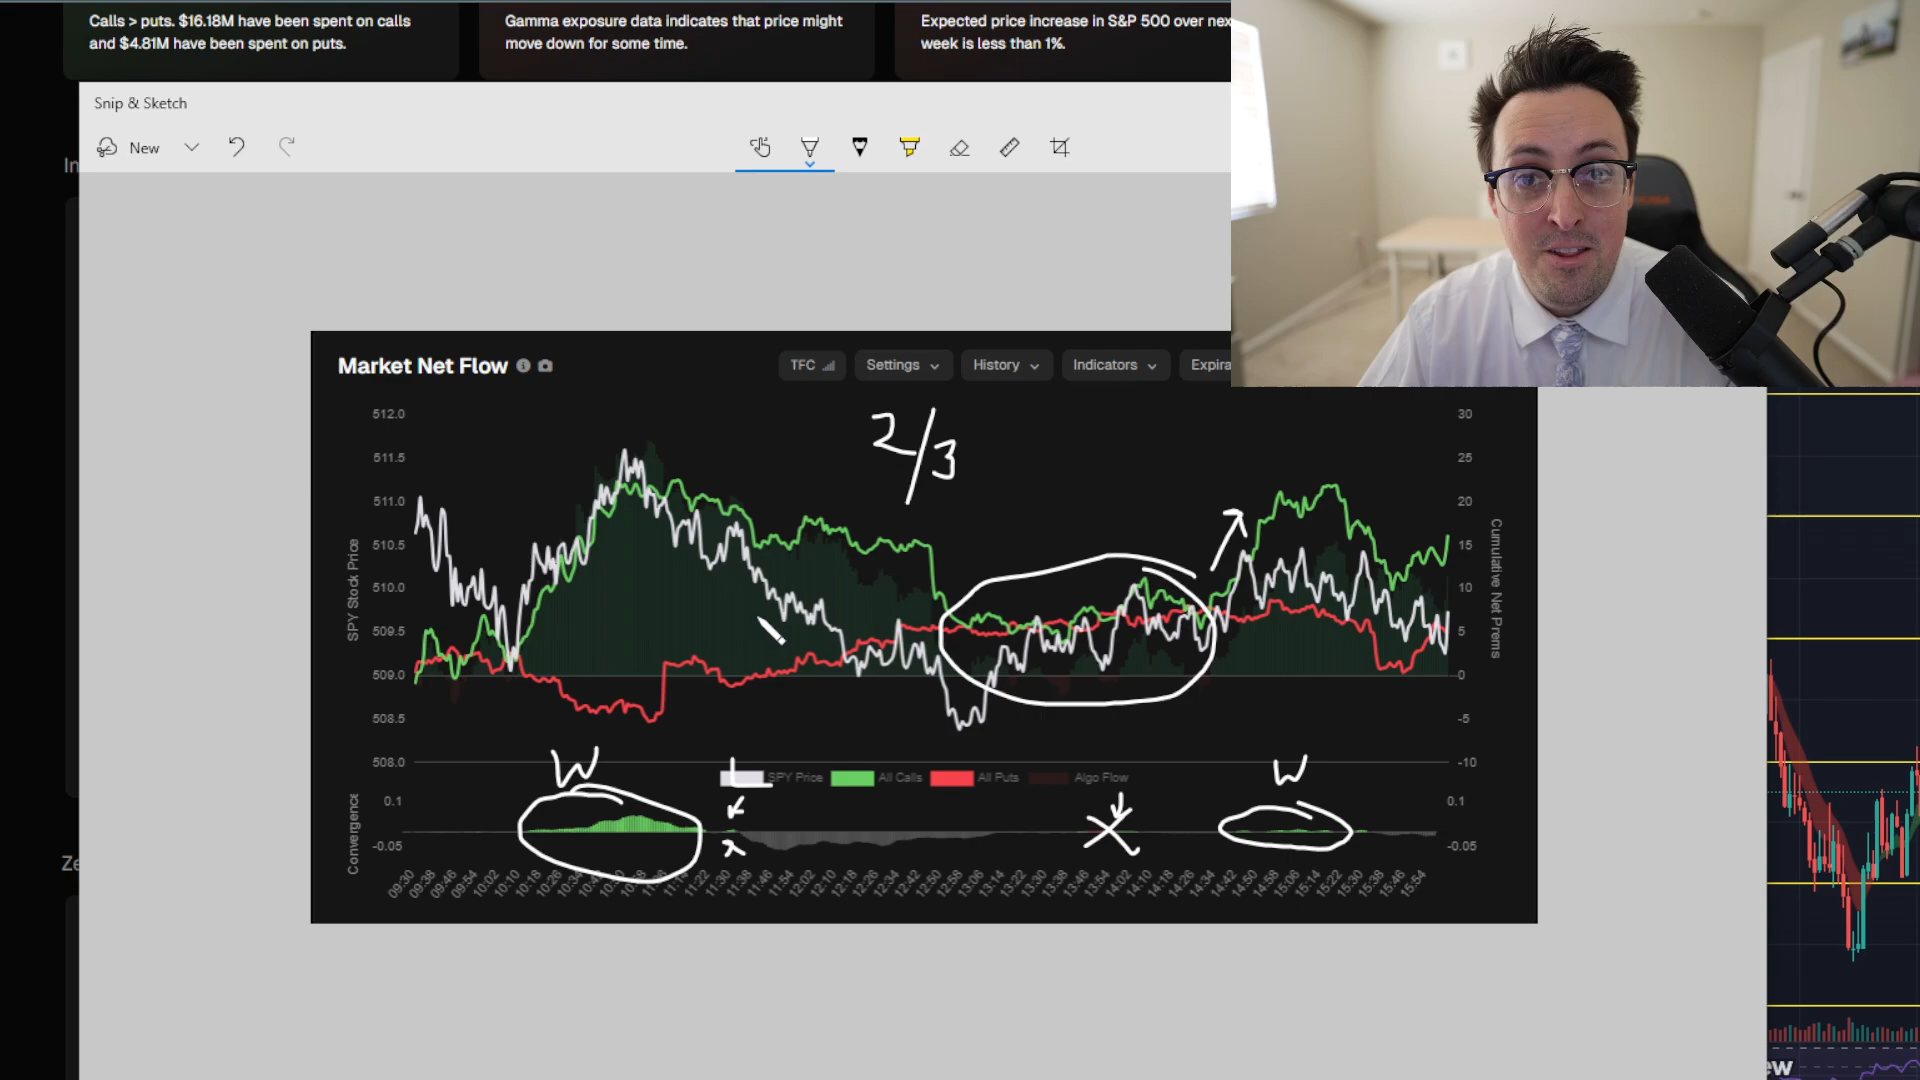 Calls > puts. $16.18M have been spent on calls
and $4.81M have been spent on puts.
Gamma exposure data indicates that price might
move down for some time.
Expected price increase in S&P 500 over nex
week is less than 1%.
Snip & Sketch
New
In
Ze
Market Net Flow
TFC
Settings
History
Indicators
Expira
2/3
512.0
511.5
511.0
510.5
510.0
509.5
509.0
508.5
508.0
SPY Stock Price
30
25
20
15
10
5
0
-5
-10
Cumulative Net Prems
W
L
W
SPY Price
All Calls
All Puts
Algo Flow
x
X
Convergence
0.1
-0.05
0.1
-0.05
09:30 09:38 09:46 09:54 10:02 10:10 10:18 10:26 11:22 11:30 11:38 11:46 11:54 12:02 12:10 12:18 12:26 12:34 12:42 12:50 12:58 13:06 13:14 13:22 13:30 13:38 13:46 13:54 14:02 14:10 14:18 14:26 14:34 14:42 14:50 14:58 15:06 15:14 15:22 15:30 15:38 15:46 15:54
ew